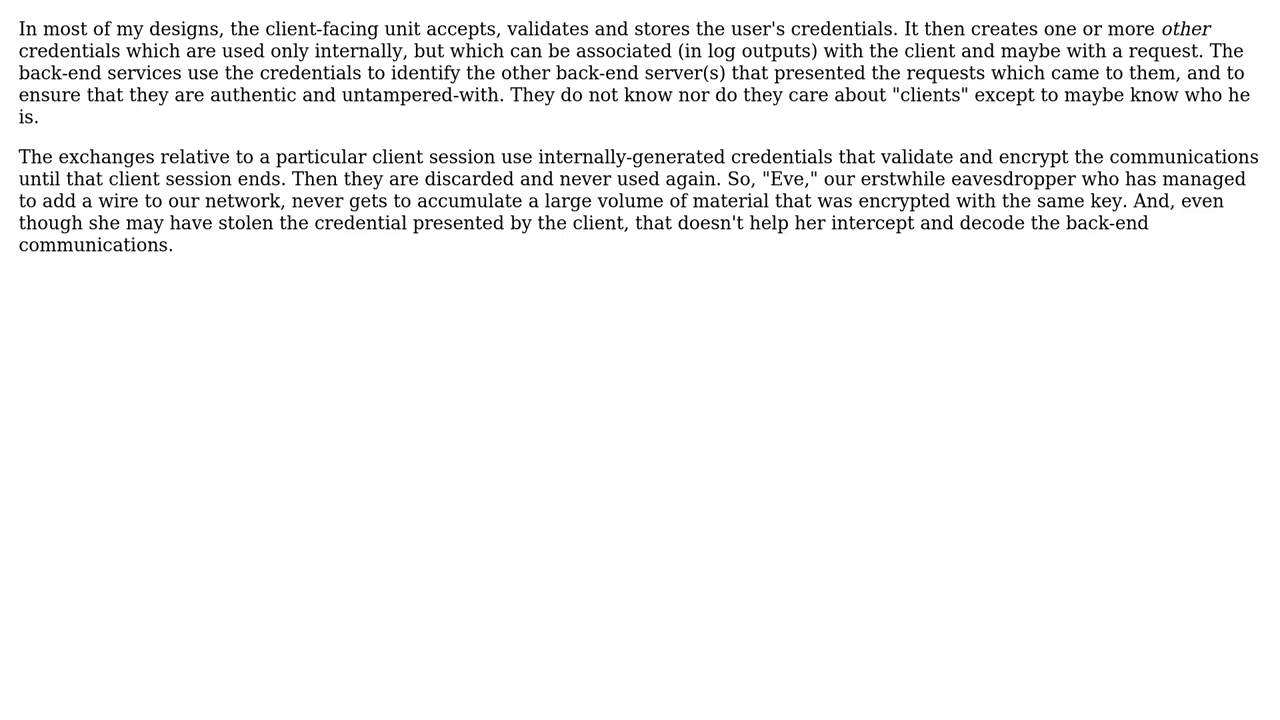 In most of my designs, the client-facing unit accepts, validates and stores the user's credentials. It then creates one or more other
credentials which are used only internally, but which can be associated (in log outputs) with the client and maybe with a request. The
back-end services use the credentials to identify the other back-end server(s) that presented the requests which came to them, and to
ensure that they are authentic and untampered-with. They do not know nor do they care about "clients" except to maybe know who he
is.
The exchanges relative to a particular client session use internally-generated credentials that validate and encrypt the communications
until that client session ends. Then they are discarded and never used again. So, "Eve," our erstwhile eavesdropper who has managed
to add a wire to our network, never gets to accumulate a large volume of material that was encrypted with the same key. And, even
though she may have stolen the credential presented by the client, that doesn't help her intercept and decode the back-end
communications.